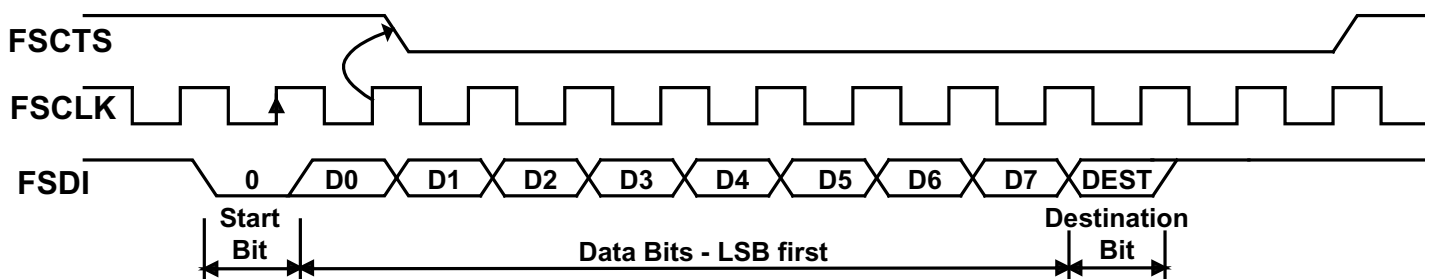 FSCTS
FSCLK
FSDI
0 D0 D1 D2 D3 D4 D5 D6 D7 DEST
Start
Bit
Data Bits - LSB first
Destination
Bit